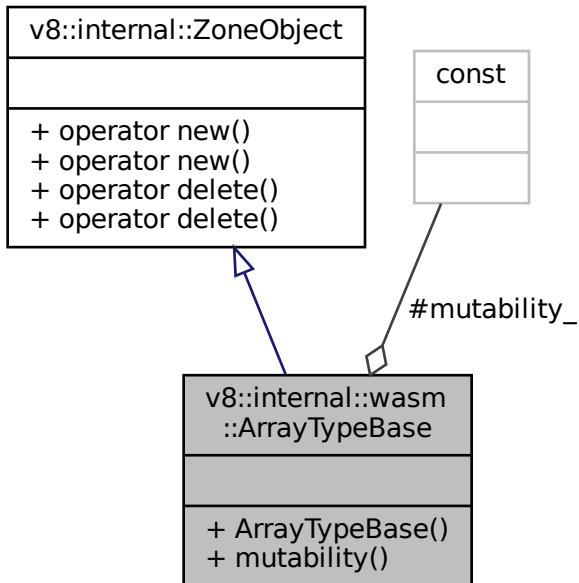 v8::internal::ZoneObject
+ operator new()
+ operator new()
+ operator delete()
+ operator delete()
const
#mutability_
v8::internal::wasm
::ArrayTypeBase
+ ArrayTypeBase()
+ mutability()